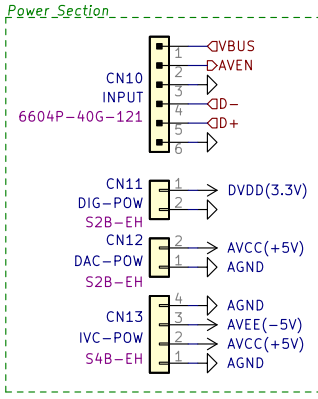 Power Section
CN10
INPUT
6604P-40G-121
1 VBUS
2 AVEN
3
4 D-
5 D+
6
CN11
DIG-POW
S2B-EH
1 DVDD(3.3V)
2
CN12
DAC-POW
S2B-EH
2 AVCC(+5V)
1 AGND
CN13
IVC-POW
S4B-EH
4 AGND
3 AVEE(-5V)
2 AVCC(+5V)
1 AGND